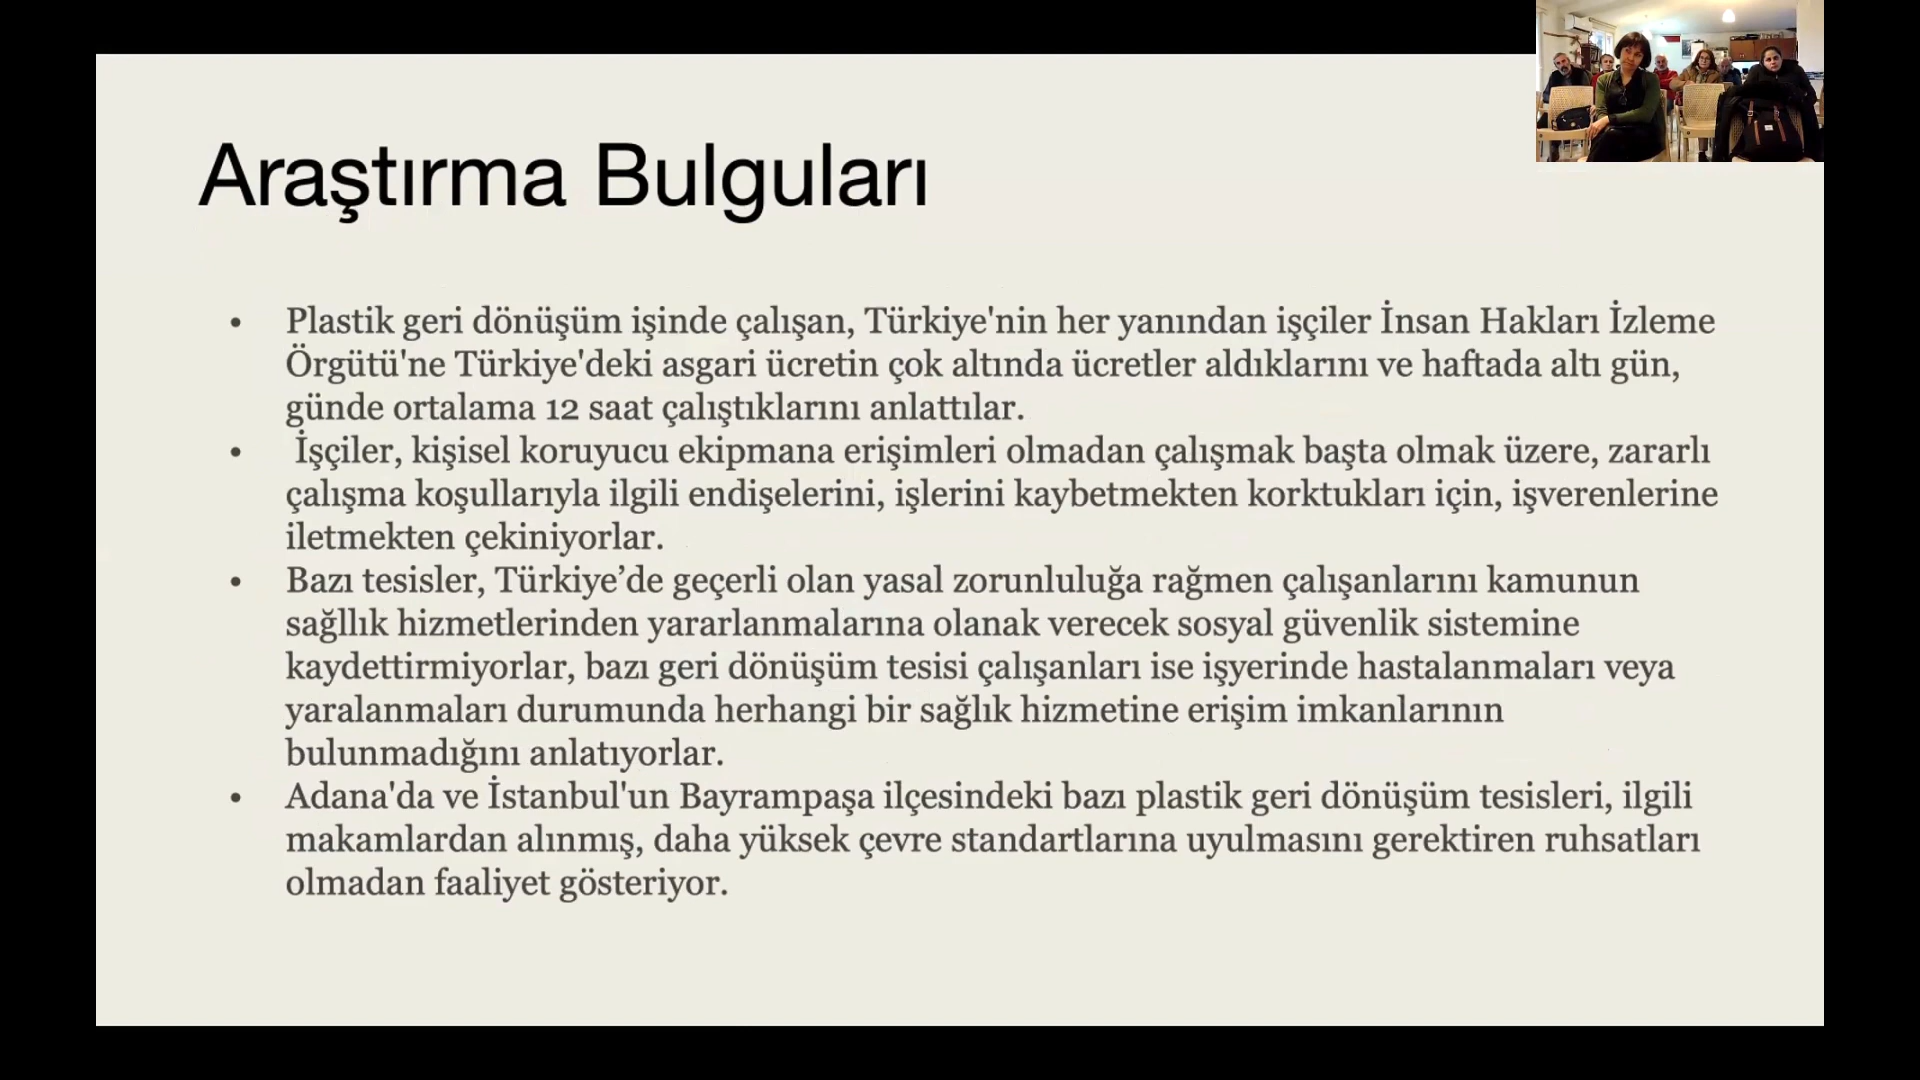 Araştırma Bulguları
• Plastik geri dönüşüm işinde çalışan, Türkiye'nin her yanından işçiler İnsan Hakları İzleme
Örgütü'ne Türkiye'deki asgari ücretin çok altında ücretler aldıklarını ve haftada altı gün,
günde ortalama 12 saat çalıştıklarını anlattılar.
• İşçiler, kişisel koruyucu ekipmana erişimleri olmadan çalışmak başta olmak üzere, zararlı
çalışma koşullarıyla ilgili endişelerini, işlerini kaybetmekten korktukları için, işverenlerine
iletmekten çekiniyorlar.
• Bazı tesisler, Türkiye’de geçerli olan yasal zorunluluğa rağmen çalışanlarını kamunun
sağllık hizmetlerinden yararlanmalarına olanak verecek sosyal güvenlik sistemine
kaydettirmiyorlar, bazı geri dönüşüm tesisi çalışanları ise işyerinde hastalanmaları veya
yaralanmaları durumunda herhangi bir sağlık hizmetine erişim imkanlarının
bulunmadığını anlatıyorlar.
• Adana'da ve İstanbul'un Bayrampaşa ilçesindeki bazı plastik geri dönüşüm tesisleri, ilgili
makamlardan alınmış, daha yüksek çevre standartlarına uyulmasını gerektiren ruhsatları
olmadan faaliyet gösteriyor.